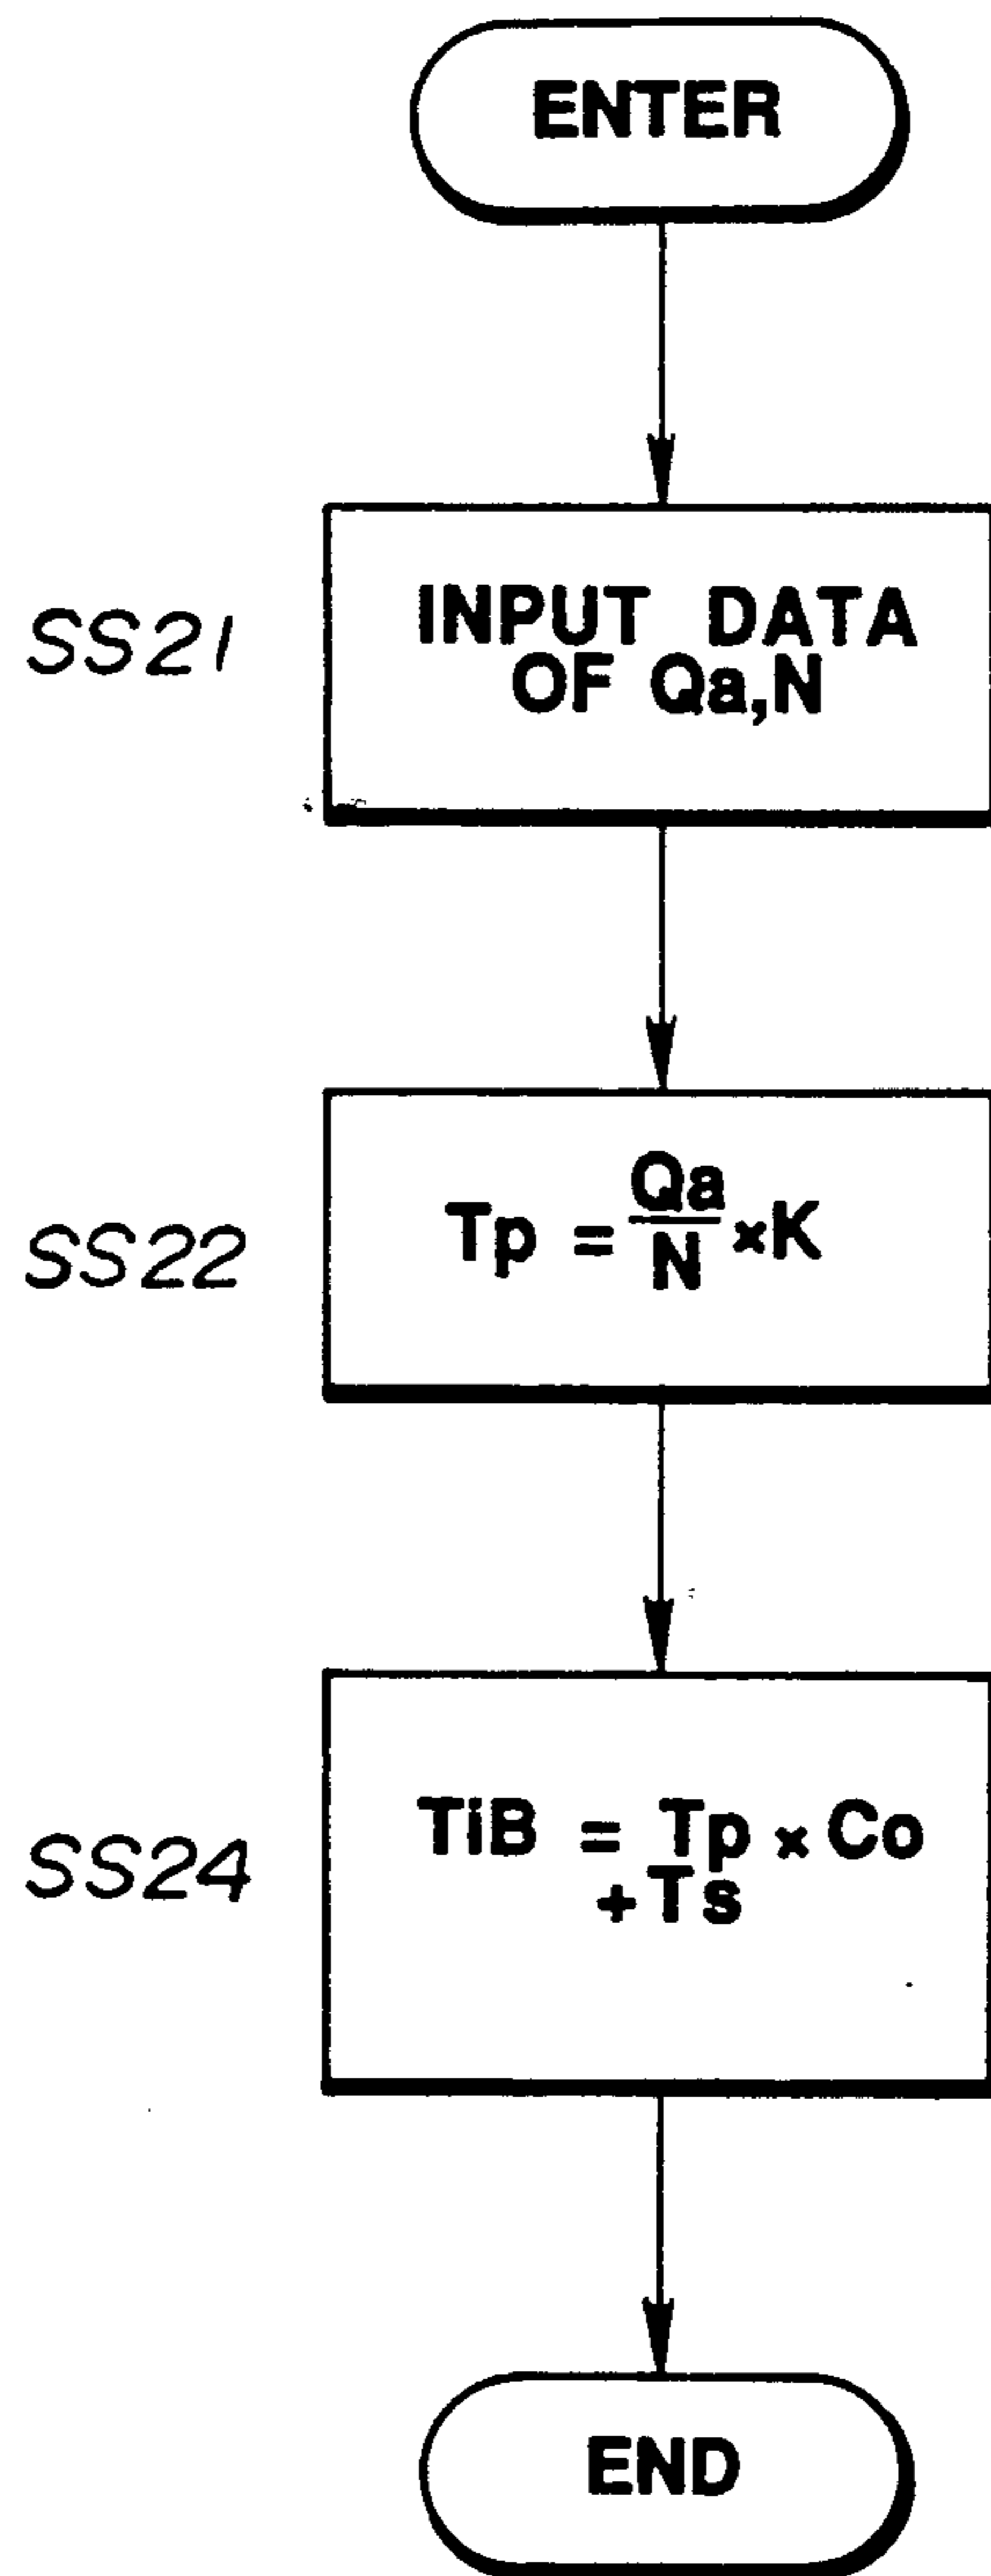 ENTER
SS21
INPUT DATA
OF Qa,N
SS22
Tp = Qa/N ×K
SS24
TiB = Tp × Co
+Ts
END